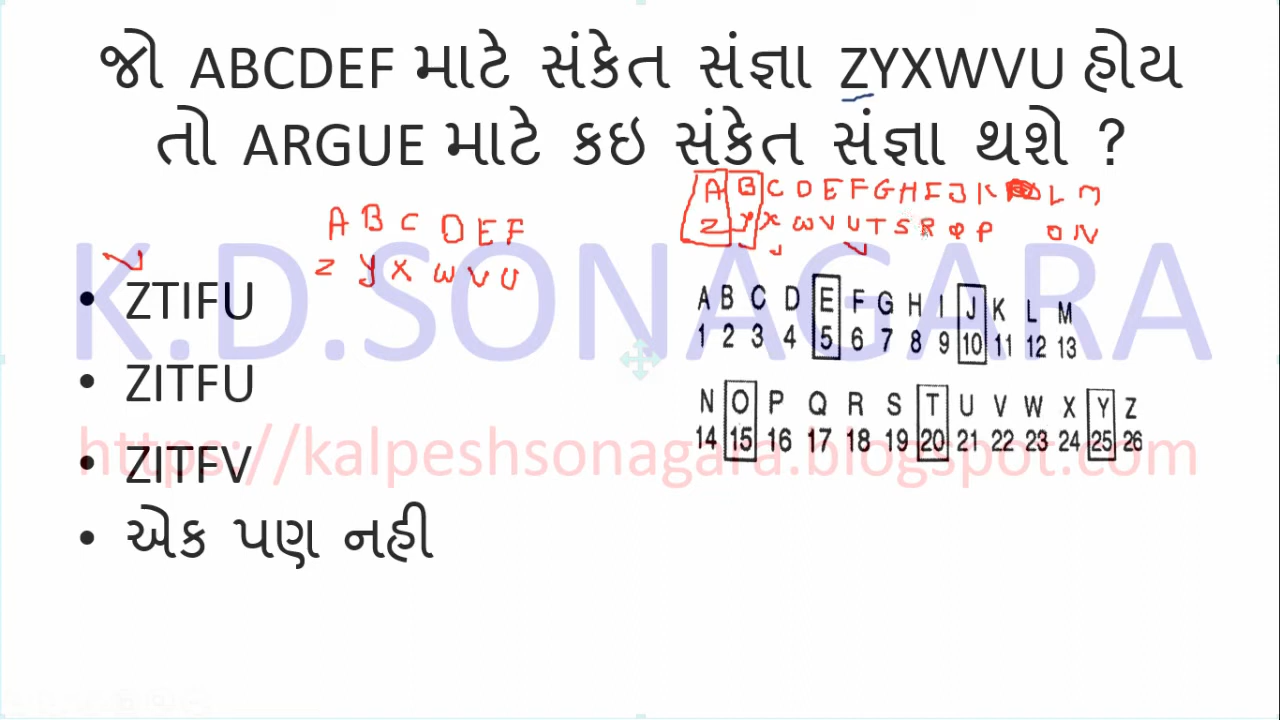 જો ABCDEF માટે સંકેત સંજ્ઞા ZYXWVU હોય
તો ARGUE માટે કઇ સંકેત સંજ્ઞા થશે ?
A B C D E F G H I J K L M
Z Y X W V U T S R Q P O N
A B C D E F
Z Y X W V U
K.D.SONAGARA
• ZTIFU
• ZITFU
• ZITFV
• એક પણ નહી
A B C D E F G H I J K L M
1 2 3 4 5 6 7 8 9 10 11 12 13
N O P Q R S T U V W X Y Z
14 15 16 17 18 19 20 21 22 23 24 25 26
https://kalpeshsonagara.blogspot.com